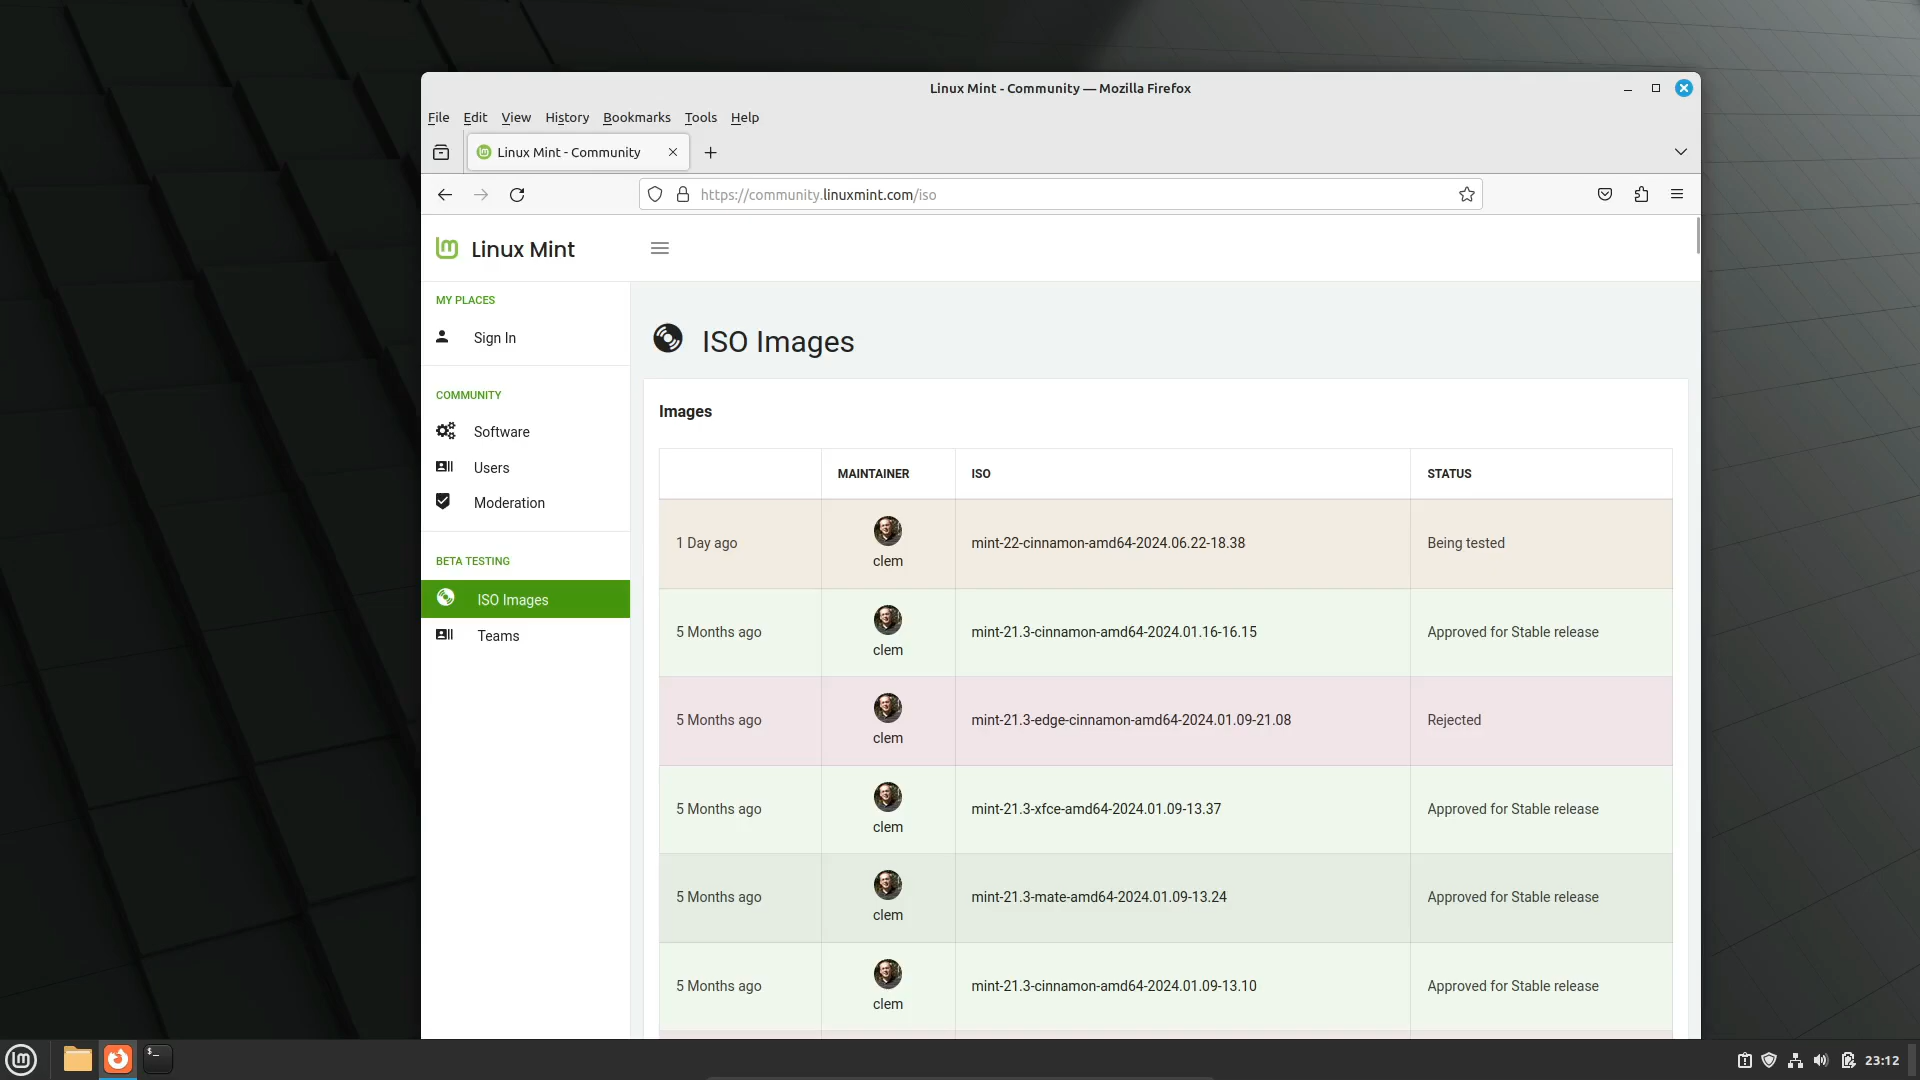 Linux Mint - Community — Mozilla Firefox
File Edit View History Bookmarks Tools Help
Linux Mint - Community
https://community.linuxmint.com/iso
Linux Mint
MY PLACES
Sign In
COMMUNITY
Software
Users
Moderation
BETA TESTING
ISO Images
Teams
ISO Images
Images
MAINTAINER ISO STATUS
1 Day ago clem mint-22-cinnamon-amd64-2024.06.22-18.38 Being tested
5 Months ago clem mint-21.3-cinnamon-amd64-2024.01.16-16.15 Approved for Stable release
5 Months ago clem mint-21.3-edge-cinnamon-amd64-2024.01.09-21.08 Rejected
5 Months ago clem mint-21.3-xfce-amd64-2024.01.09-13.37 Approved for Stable release
5 Months ago clem mint-21.3-mate-amd64-2024.01.09-13.24 Approved for Stable release
5 Months ago clem mint-21.3-cinnamon-amd64-2024.01.09-13.10 Approved for Stable release
23:12